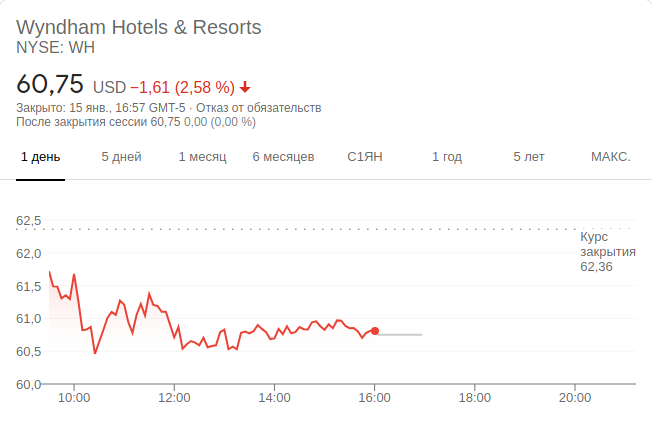 Wyndham Hotels & Resorts
NYSE: WH
60,75 USD −1,61 (2,58 %)
Закрыто: 15 янв., 16:57 GMT-5 · Отказ от обязательств
После закрытия сессии 60,75 0,00 (0,00 %)
1 день 5 дней 1 месяц 6 месяцев С1ЯН 1 год 5 лет МАКС.
62,5
Курс
закрытия
62,36
62,0
61,5
61,0
60,5
60,0
10:00 12:00 14:00 16:00 18:00 20:00